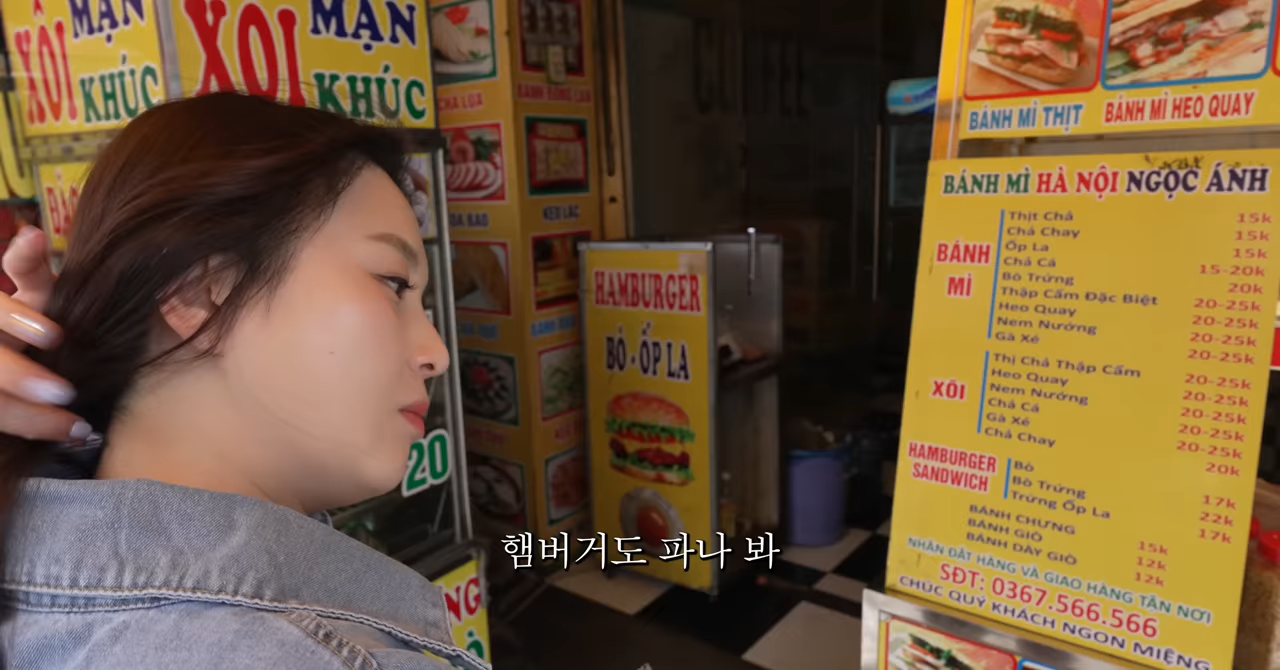 XÔI
MẶN
KHÚC
XÔI
MẶN
KHÚC
CHA LUA
HAMBURGER
BÒ - ỐP LA
20
햄버거도 파나 봐
BÁNH MÌ THỊT
BÁNH MÌ HEO QUAY
BÁNH MÌ HÀ NỘI NGỌC ÁNH
BÁNH MÌ
Thịt Chả 15k
Chả Chay 15k
Ốp La 15k
Chả Cá 15-20k
Bò Trứng 20k
Thập Cẩm Đặc Biệt 20-25k
Heo Quay 20-25k
Nem Nướng 20-25k
Gà Xé 20-25k
XÔI
Thị Chả Thập Cẩm 20-25k
Heo Quay 20-25k
Nem Nướng 20-25k
Chả Cá 20-25k
Gà Xé 20-25k
Chả Chay 20k
HAMBURGER SANDWICH
Bò 17k
Bò Trứng 22k
Trứng Ốp La 17k
BÁNH CHƯNG 15k
BÁNH GIÒ 12k
BÁNH DÀY GIÒ 12k
NHẬN ĐẶT HÀNG VÀ GIAO HÀNG TẬN NƠI
SĐT: 0367.566.566
CHÚC QUÝ KHÁCH NGON MIỆNG